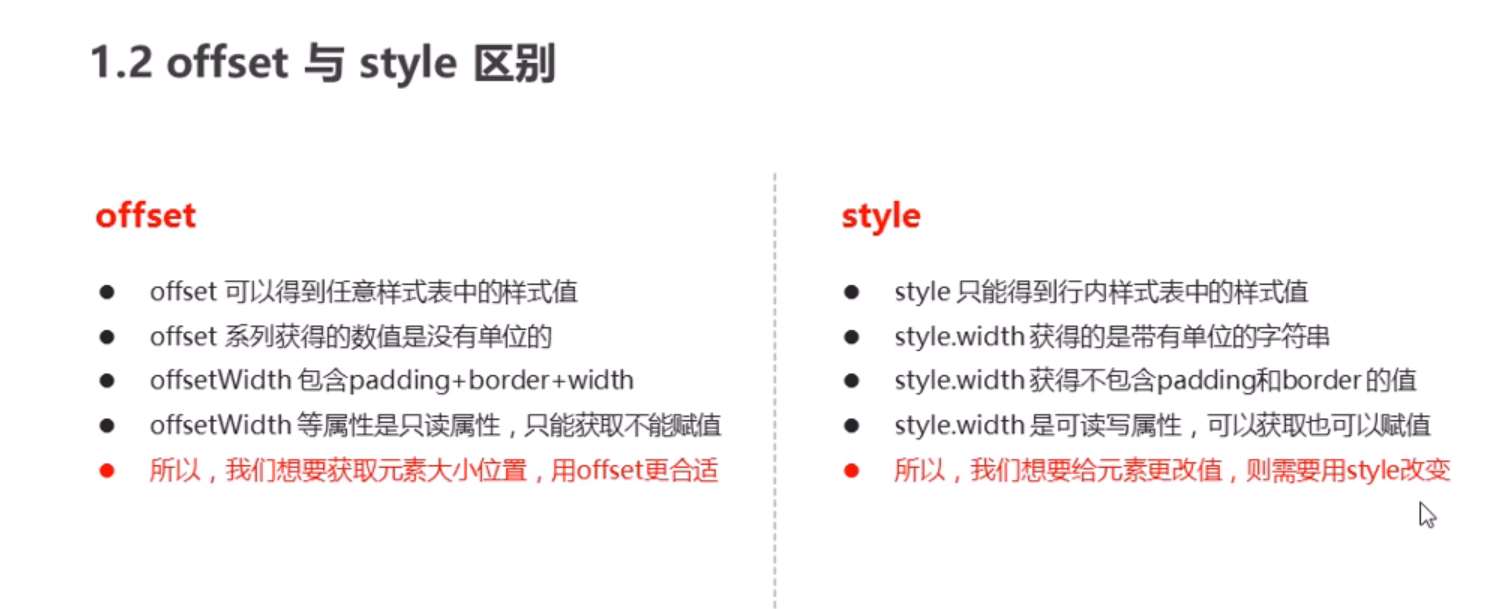 1.2 offset 与 style 区别
offset
offset 可以得到任意样式表中的样式值
offset 系列获得的数值是没有单位的
offsetWidth 包含padding+border+width
offsetWidth 等属性是只读属性，只能获取不能赋值
所以，我们想要获取元素大小位置，用offset更合适
style
style 只能得到行内样式表中的样式值
style.width 获得的是带有单位的字符串
style.width 获得不包含padding和border 的值
style.width 是可读写属性，可以获取也可以赋值
所以，我们想要给元素更改值，则需要用style改变